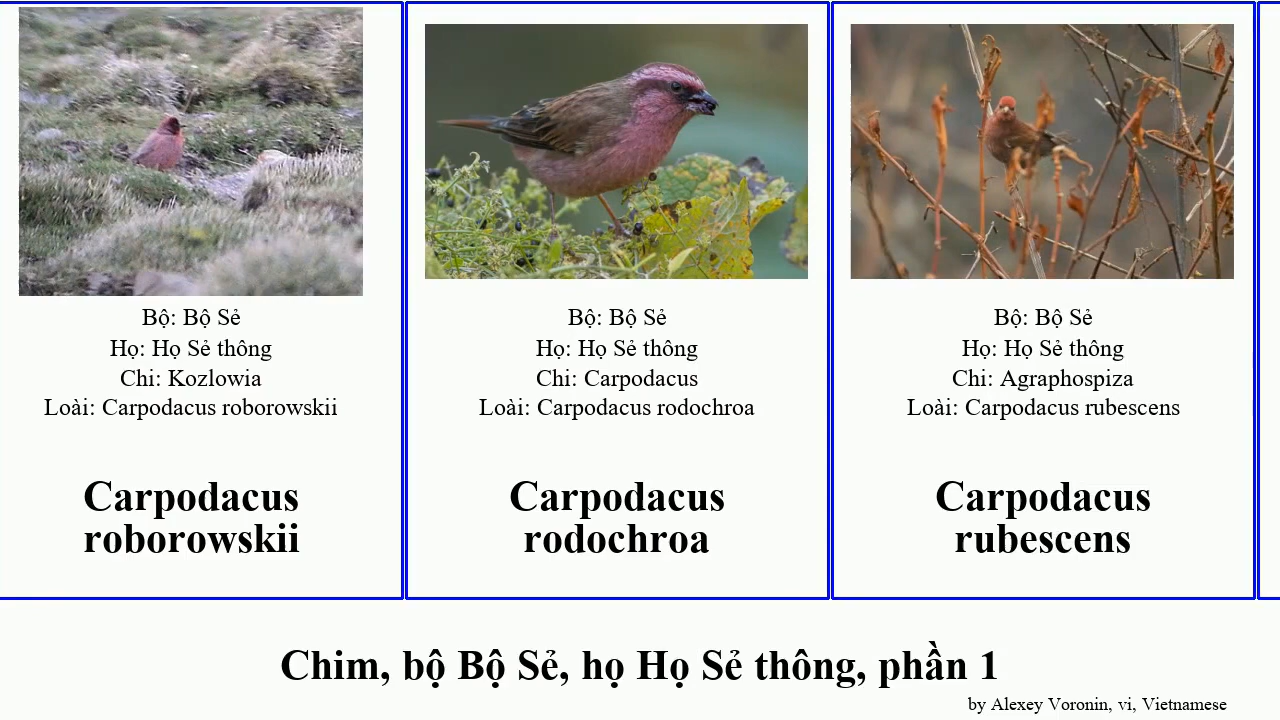 Bộ: Bộ Sẻ
Họ: Họ Sẻ thông
Chi: Kozlowia
Loài: Carpodacus roborowskii
Carpodacus
roborowskii
Bộ: Bộ Sẻ
Họ: Họ Sẻ thông
Chi: Carpodacus
Loài: Carpodacus rodochroa
Carpodacus
rodochroa
Bộ: Bộ Sẻ
Họ: Họ Sẻ thông
Chi: Agraphospiza
Loài: Carpodacus rubescens
Carpodacus
rubescens
Chim, bộ Bộ Sẻ, họ Họ Sẻ thông, phần 1
by Alexey Voronin, vi, Vietnamese